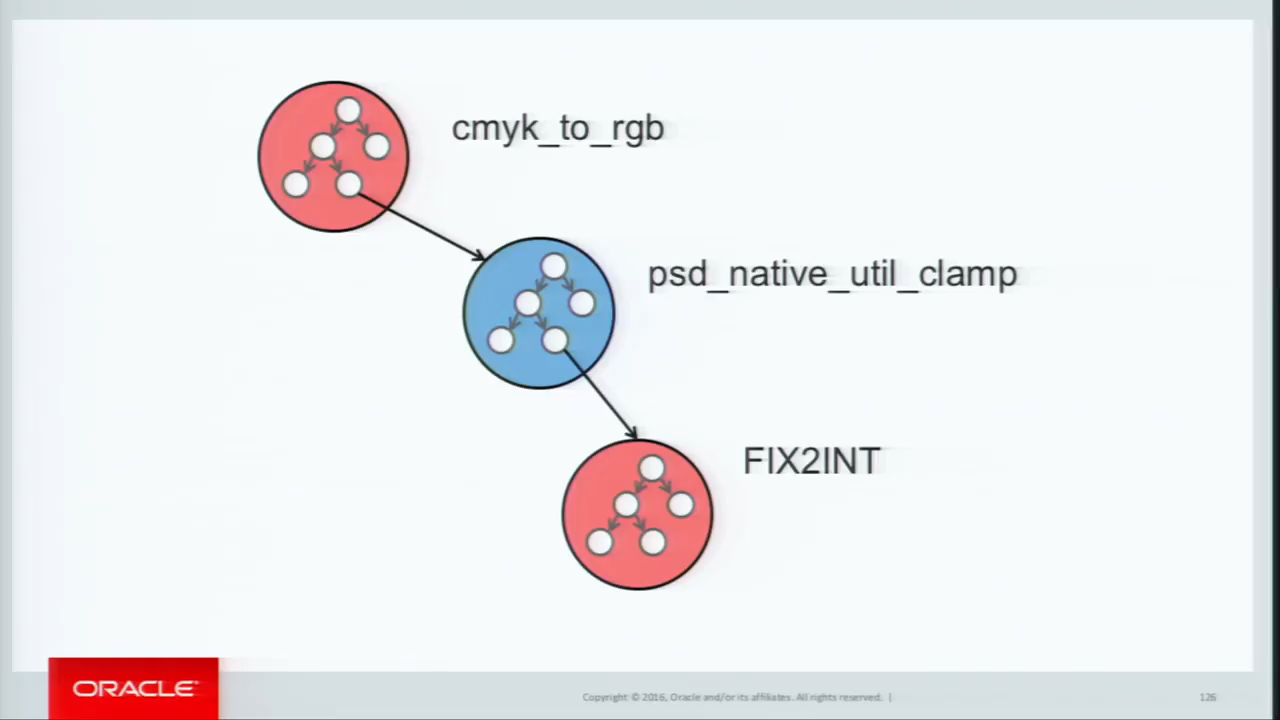 cmyk_to_rgb
psd_native_util_clamp
FIX2INT
ORACLE
Copyright © 2016, Oracle and/or its affiliates. All rights reserved. |
126